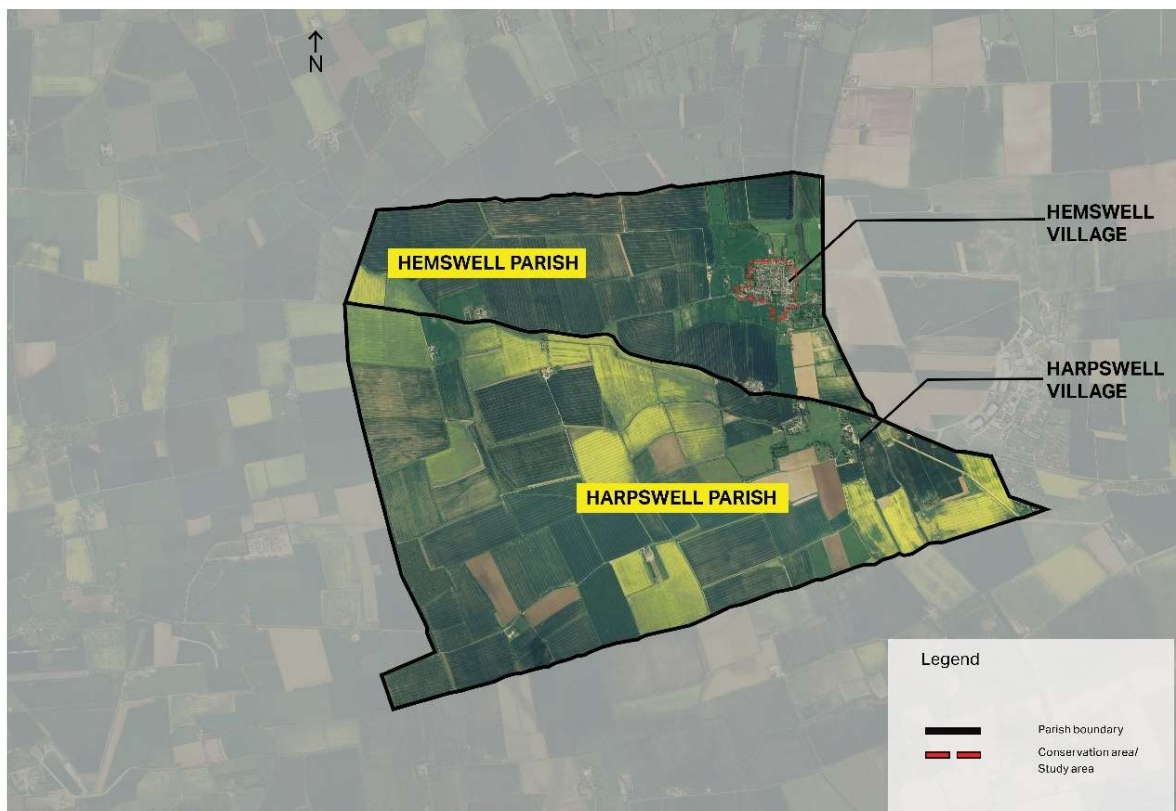 N
HEMSWELL
VILLAGE
HEMSWELL PARISH
HARPSWELL
VILLAGE
HARPSWELL PARISH
Legend
Parish boundary
Conservation area/
Study area